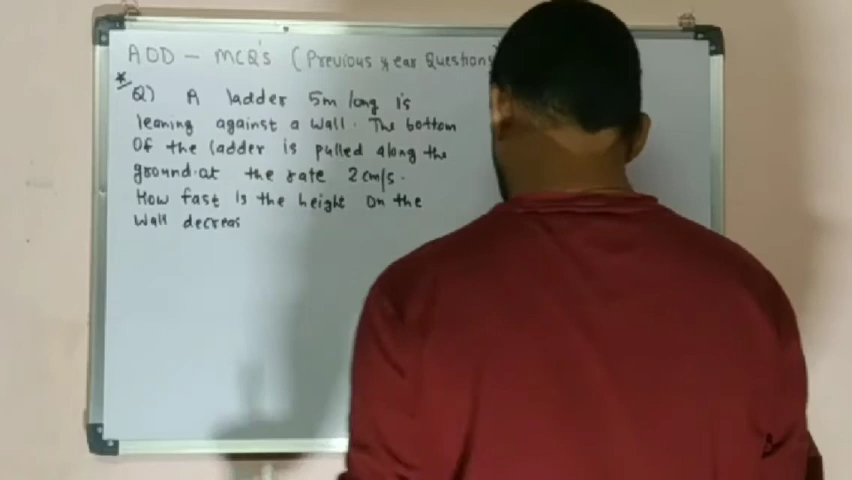 AOD - MCQ's (Previous year Questions
* Q) A ladder 5m long is
leaning against a wall. The bottom
Of the ladder is pulled along the
ground.at the rate 2cm/s.
How fast is the height On the
Wall decreas